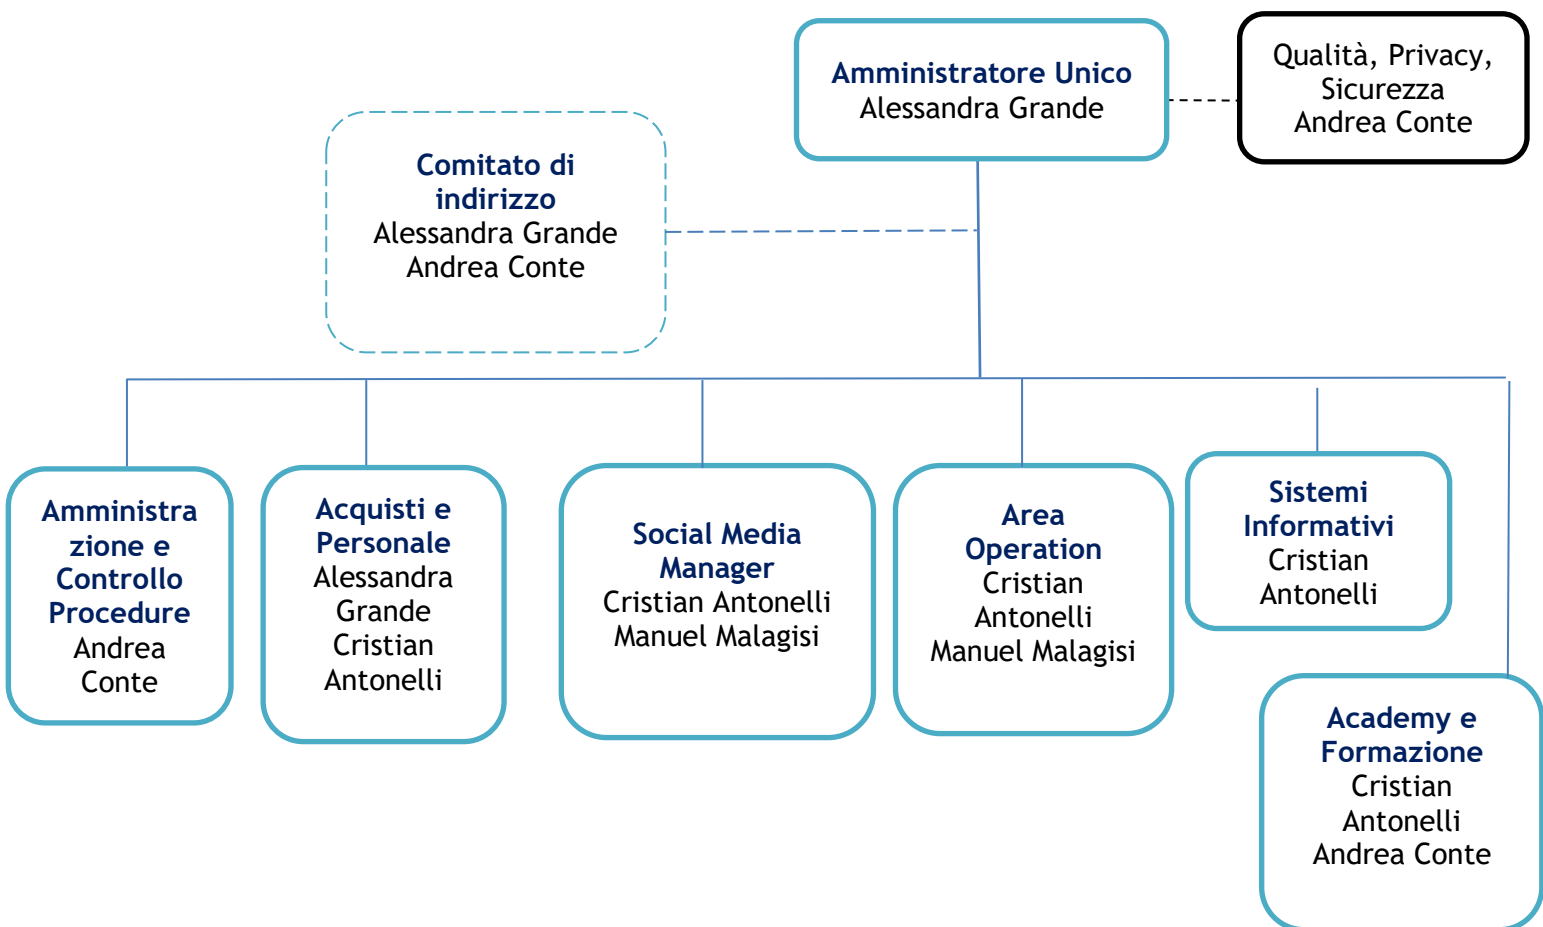 Amministratore Unico
Alessandra Grande
Qualità, Privacy,
Sicurezza
Andrea Conte
Comitato di
indirizzo
Alessandra Grande
Andrea Conte
Amministra
zione e
Controllo
Procedure
Andrea
Conte
Acquisti e
Personale
Alessandra
Grande
Cristian
Antonelli
Social Media
Manager
Cristian Antonelli
Manuel Malagisi
Area
Operation
Cristian
Antonelli
Manuel Malagisi
Sistemi
Informativi
Cristian
Antonelli
Academy e
Formazione
Cristian
Antonelli
Andrea Conte